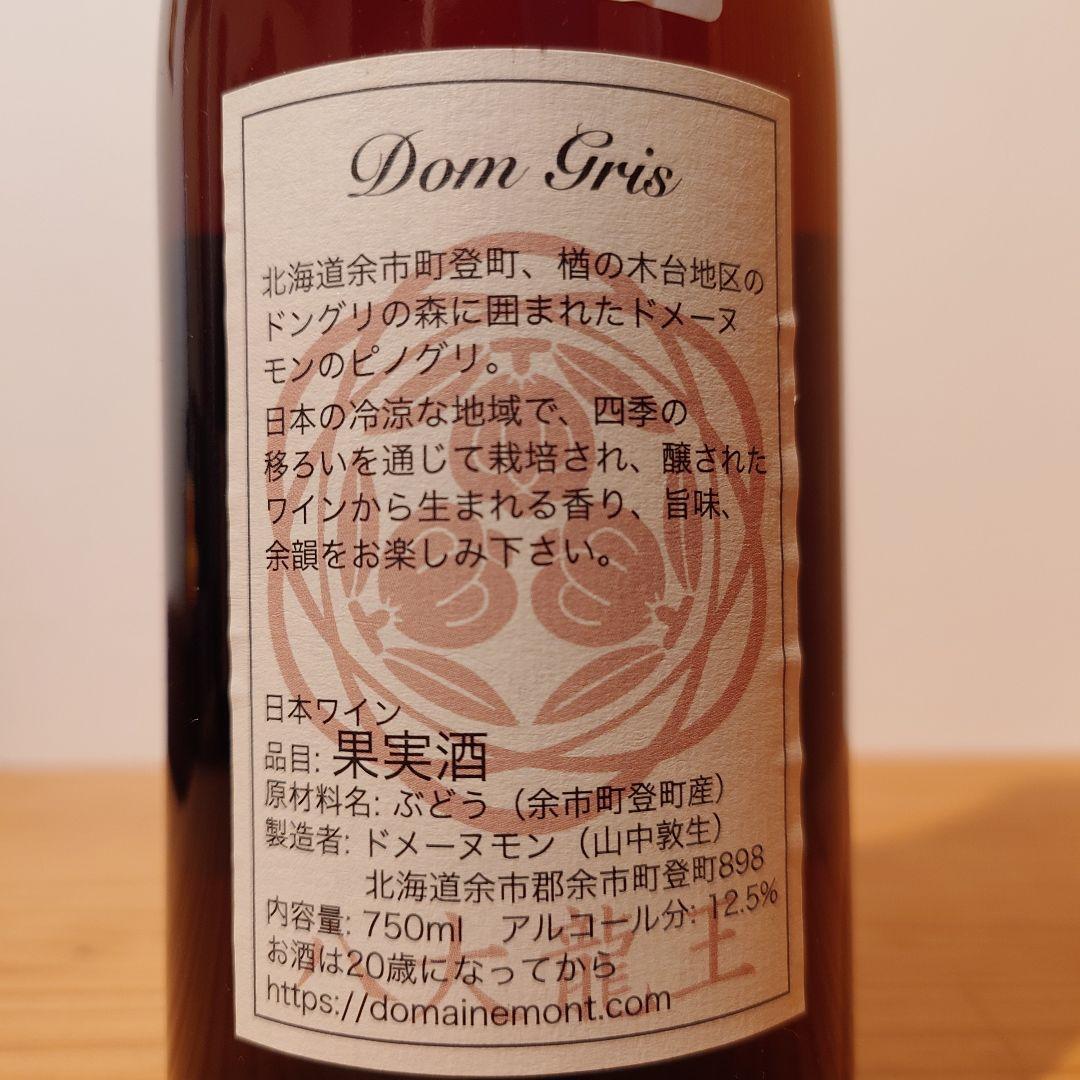 Dom Gris
北海道余市町登町、楢の木台地区の
ドングリの森に囲まれたドメーヌ
モンのピノグリ。
日本の冷涼な地域で、四季の
移ろいを通じて栽培され、醸された
ワインから生まれる香り、旨味、
余韻をお楽しみ下さい。
日本ワイン
品目: 果実酒
原材料名: ぶどう（余市町登町産）
製造者: ドメーヌモン（山中敦生）
北海道余市郡余市町登町898
内容量: 750ml アルコール分: 12.5%
八大龍王
お酒は20歳になってから
https://domainemont.com